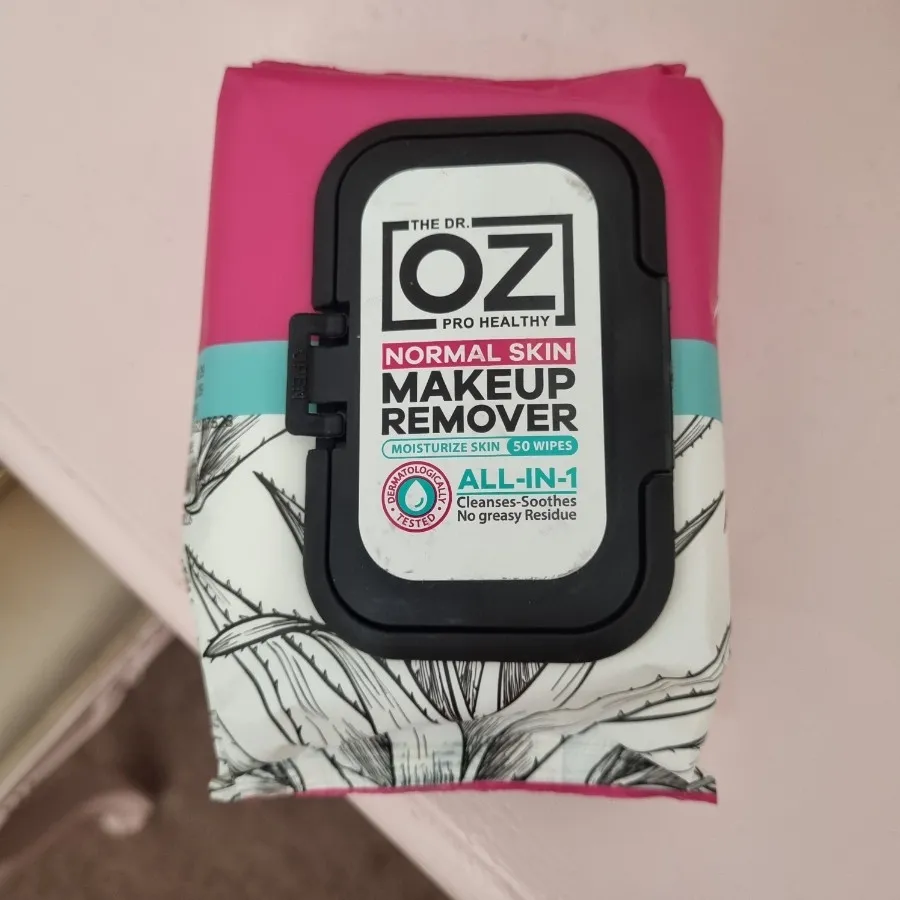 THE DR.
OZ
PRO HEALTHY
NORMAL SKIN
MAKEUP
REMOVER
MOISTURIZE SKIN 50 WIPES
DERMATOLOGICALLY
TESTED
ALL-IN-1
Cleanses-Soothes
No greasy Residue
OPEN